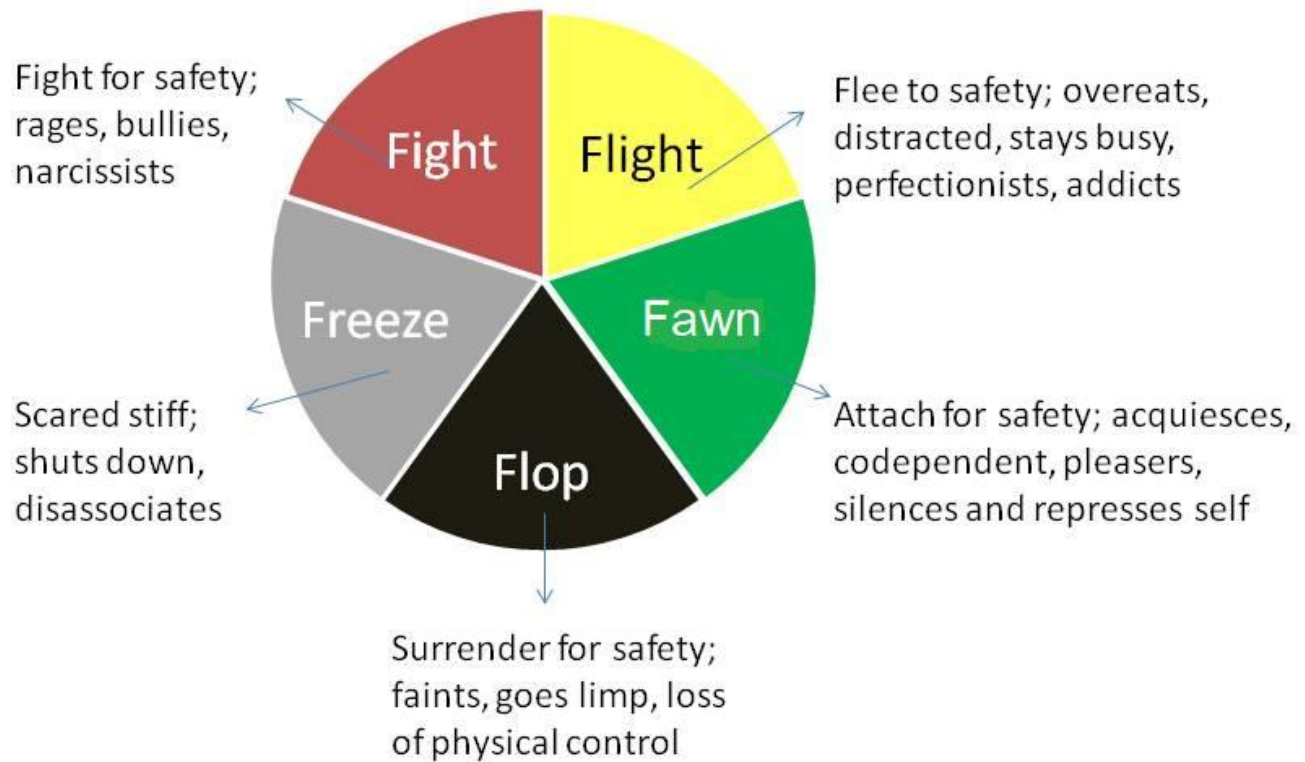 Fight for safety;
rages, bullies,
narcissists
Fight
Flight
Flee to safety; overeats,
distracted, stays busy,
perfectionists, addicts
Freeze
Fawn
Scared stiff;
shuts down,
disassociates
Flop
Attach for safety; acquiesces,
codependent, pleasers,
silences and represses self
Surrender for safety;
faints, goes limp, loss
of physical control